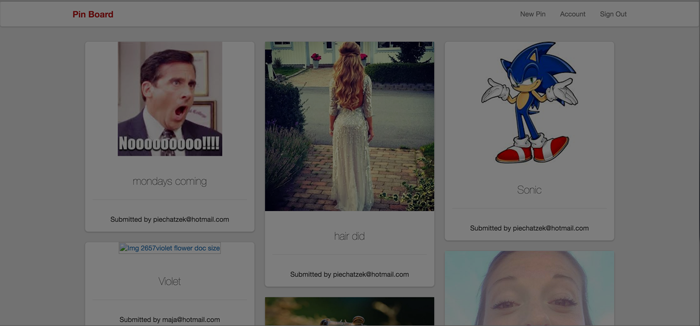 Pin Board
New Pin
Account
Sign Out
Nooooooooo!!!!
mondays coming
Submitted by piechatzek@hotmail.com
Img 2657violet flower doc size
Violet
Submitted by maja@hotmail.com
hair did
Submitted by piechatzek@hotmail.com
Sonic
Submitted by piechatzek@hotmail.com